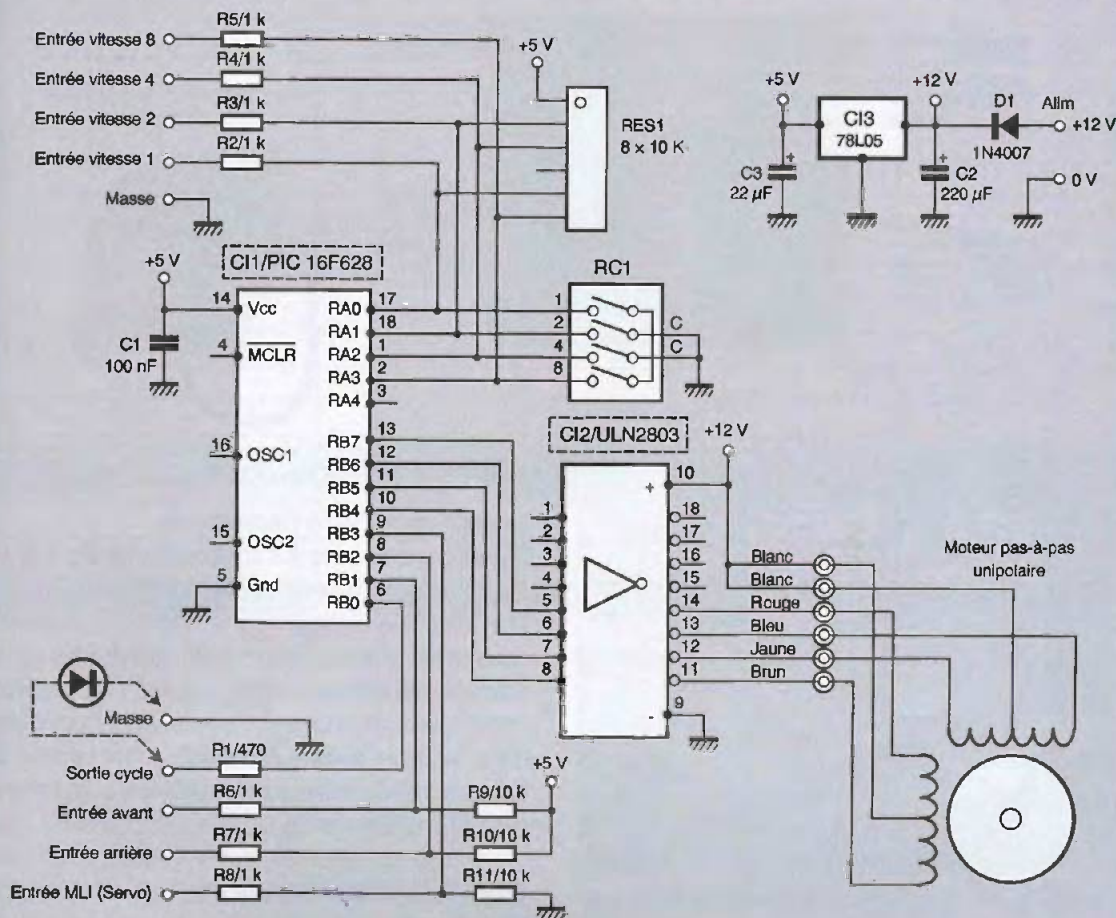 R5/1 k
Entrée vitesse 8
R4/1 k
Entrée vitesse 4
R3/1 k
Entrée vitesse 2
R2/1 k
Entrée vitesse 1
Masse
+5 V
RES1
8 x 10 K
+5 V
+12 V
CI3
78L05
D1
1N4007
Alim
+12 V
C3
22 µF
+
C2
220 µF
+
0 V
CI1/PIC 16F628
+5 V
C1
100 nF
14
Vcc
4
MCLR
16
OSC1
15
OSC2
5
Gnd
RA0
17
RA1
18
RA2
1
RA3
2
RA4
3
RB7
13
RB6
12
RB5
11
RB4
10
RB3
9
RB2
8
RB1
7
RB0
6
RC1
1
2
4
8
C
C
CI2/ULN2803
+12 V
+
10
1
2
3
4
5
6
7
8
18
17
16
15
14
13
12
11
-
9
Blanc
Blanc
Rouge
Bleu
Jaune
Brun
Moteur pas-à-pas
unipolaire
Masse
R1/470
Sortie cycle
R6/1 k
Entrée avant
R7/1 k
Entrée arrière
R8/1 k
Entrée MLI (Servo)
+5 V
R9/10 k
R10/10 k
R11/10 k